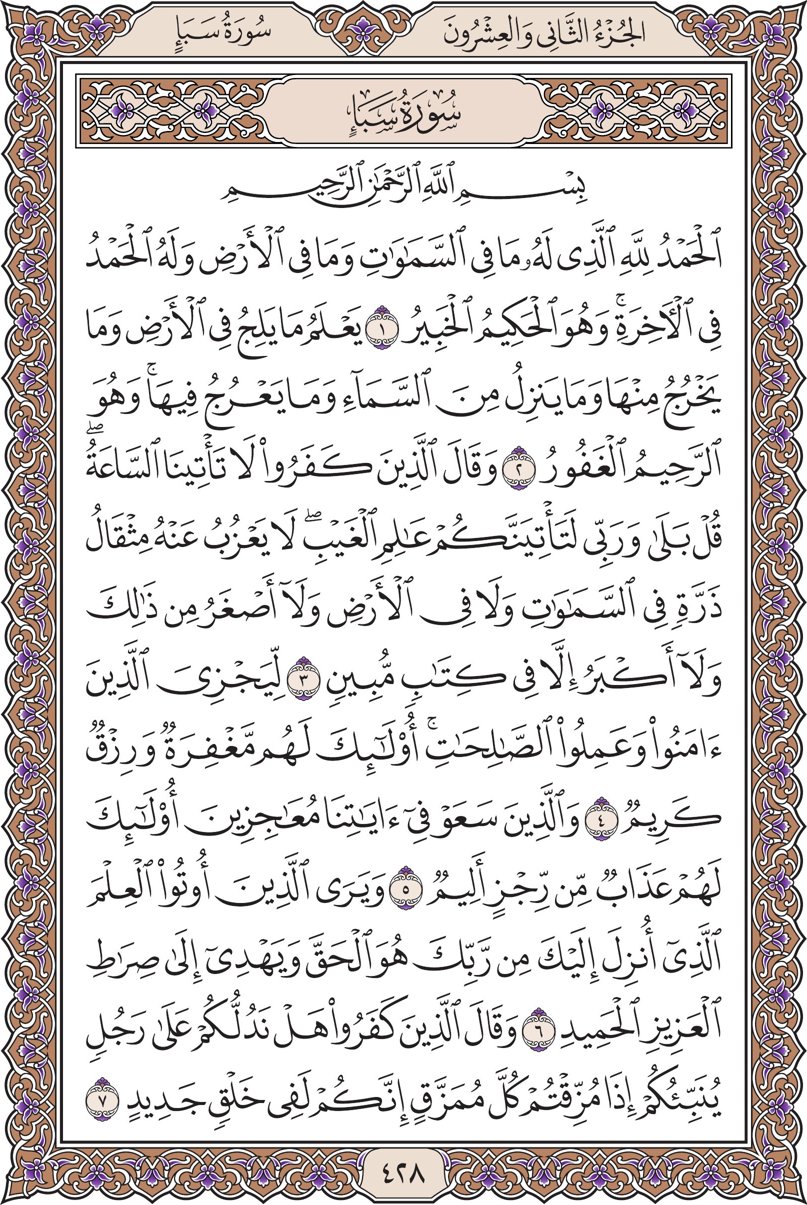 الجُزْءُ الثَّانِي وَالعِشْرُونَ
سُورَةُ سَبَإٍ
سُورَةُ سَبَإٍ
بِسْمِ ٱللَّهِ ٱلرَّحْمَٰنِ ٱلرَّحِيمِ
ٱلْحَمْدُ لِلَّهِ ٱلَّذِى لَهُۥ مَا فِى ٱلسَّمَٰوَٰتِ وَمَا فِى ٱلْأَرْضِ وَلَهُ ٱلْحَمْدُ
فِى ٱلْأَخِرَةِۚ وَهُوَ ٱلْحَكِيمُ ٱلْخَبِيرُ ١ يَعْلَمُ مَا يَلِجُ فِى ٱلْأَرْضِ وَمَا
يَخْرُجُ مِنْهَا وَمَا يَنزِلُ مِنَ ٱلسَّمَآءِ وَمَا يَعْرُجُ فِيهَاۚ وَهُوَ
ٱلرَّحِيمُ ٱلْغَفُورُ ٢ وَقَالَ ٱلَّذِينَ كَفَرُوا۟ لَا تَأْتِينَا ٱلسَّاعَةُۖ
قُلْ بَلَىٰ وَرَبِّى لَتَأْتِيَنَّكُمْ عَٰلِمِ ٱلْغَيْبِۖ لَا يَعْزُبُ عَنْهُ مِثْقَالُ
ذَرَّةٍ فِى ٱلسَّمَٰوَٰتِ وَلَا فِى ٱلْأَرْضِ وَلَآ أَصْغَرُ مِن ذَٰلِكَ
وَلَآ أَكْبَرُ إِلَّا فِى كِتَٰبٍ مُّبِينٍ ٣ لِّيَجْزِىَ ٱلَّذِينَ
ءَامَنُوا۟ وَعَمِلُوا۟ ٱلصَّٰلِحَٰتِۚ أُو۟لَٰٓئِكَ لَهُم مَّغْفِرَةٌ وَرِزْقٌ
كَرِيمٌ ٤ وَٱلَّذِينَ سَعَوْ فِىٓ ءَايَٰتِنَا مُعَٰجِزِينَ أُو۟لَٰٓئِكَ
لَهُمْ عَذَابٌ مِّن رِّجْزٍ أَلِيمٌ ٥ وَيَرَى ٱلَّذِينَ أُوتُوا۟ ٱلْعِلْمَ
ٱلَّذِىٓ أُنزِلَ إِلَيْكَ مِن رَّبِّكَ هُوَ ٱلْحَقَّ وَيَهْدِىٓ إِلَىٰ صِرَٰطِ
ٱلْعَزِيزِ ٱلْحَمِيدِ ٦ وَقَالَ ٱلَّذِينَ كَفَرُوا۟ هَلْ نَدُلُّكُمْ عَلَىٰ رَجُلٍ
يُنَبِّئُكُمْ إِذَا مُزِّقْتُمْ كُلَّ مُمَزَّقٍ إِنَّكُمْ لَفِى خَلْقٍ جَدِيدٍ ٧
٤٢٨